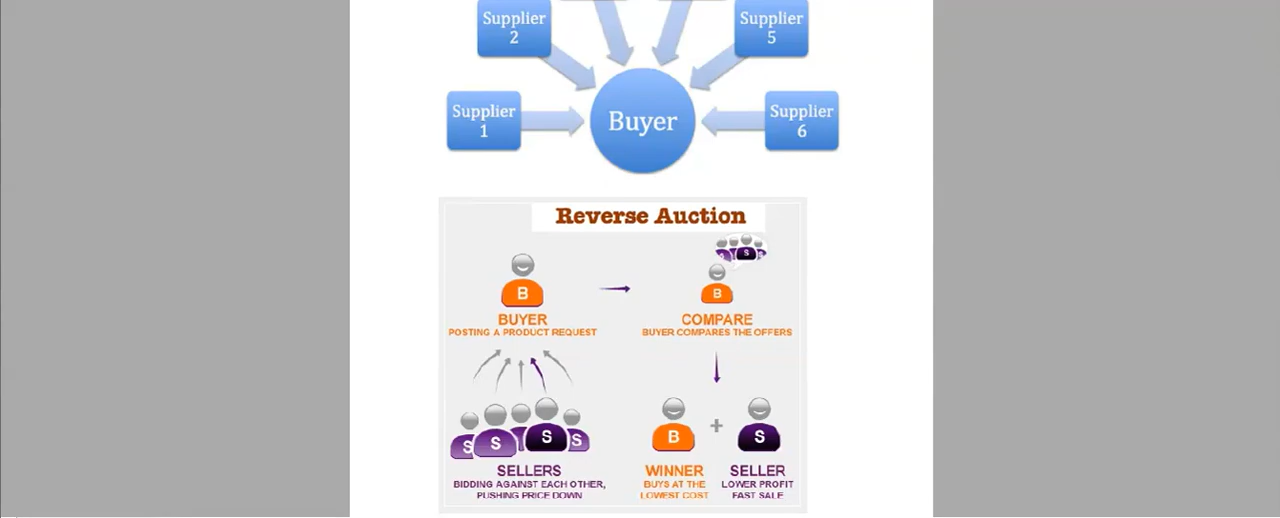 Supplier
2
Supplier
5
Supplier
1
Buyer
Supplier
6
Reverse Auction
S
S
B
B
BUYER
POSTING A PRODUCT REQUEST
COMPARE
BUYER COMPARES THE OFFERS
S
S
S
S
B
+
S
SELLERS
BIDDING AGAINST EACH OTHER,
PUSHING PRICE DOWN
WINNER
BUYS AT THE
LOWEST COST
SELLER
LOWER PROFIT
FAST SALE